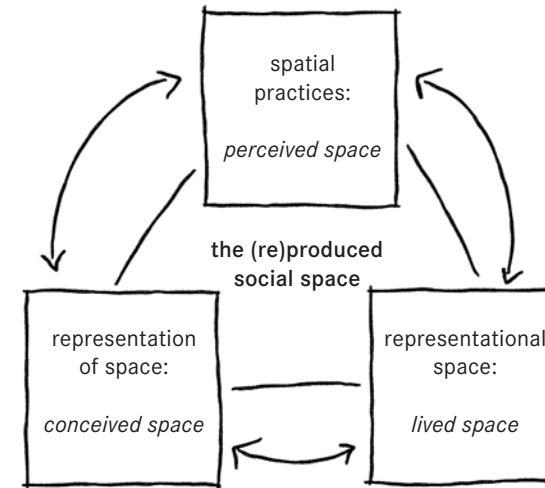 spatial
practices:
perceived space
the (re)produced
social space
representation
of space:
conceived space
representational
space:
lived space